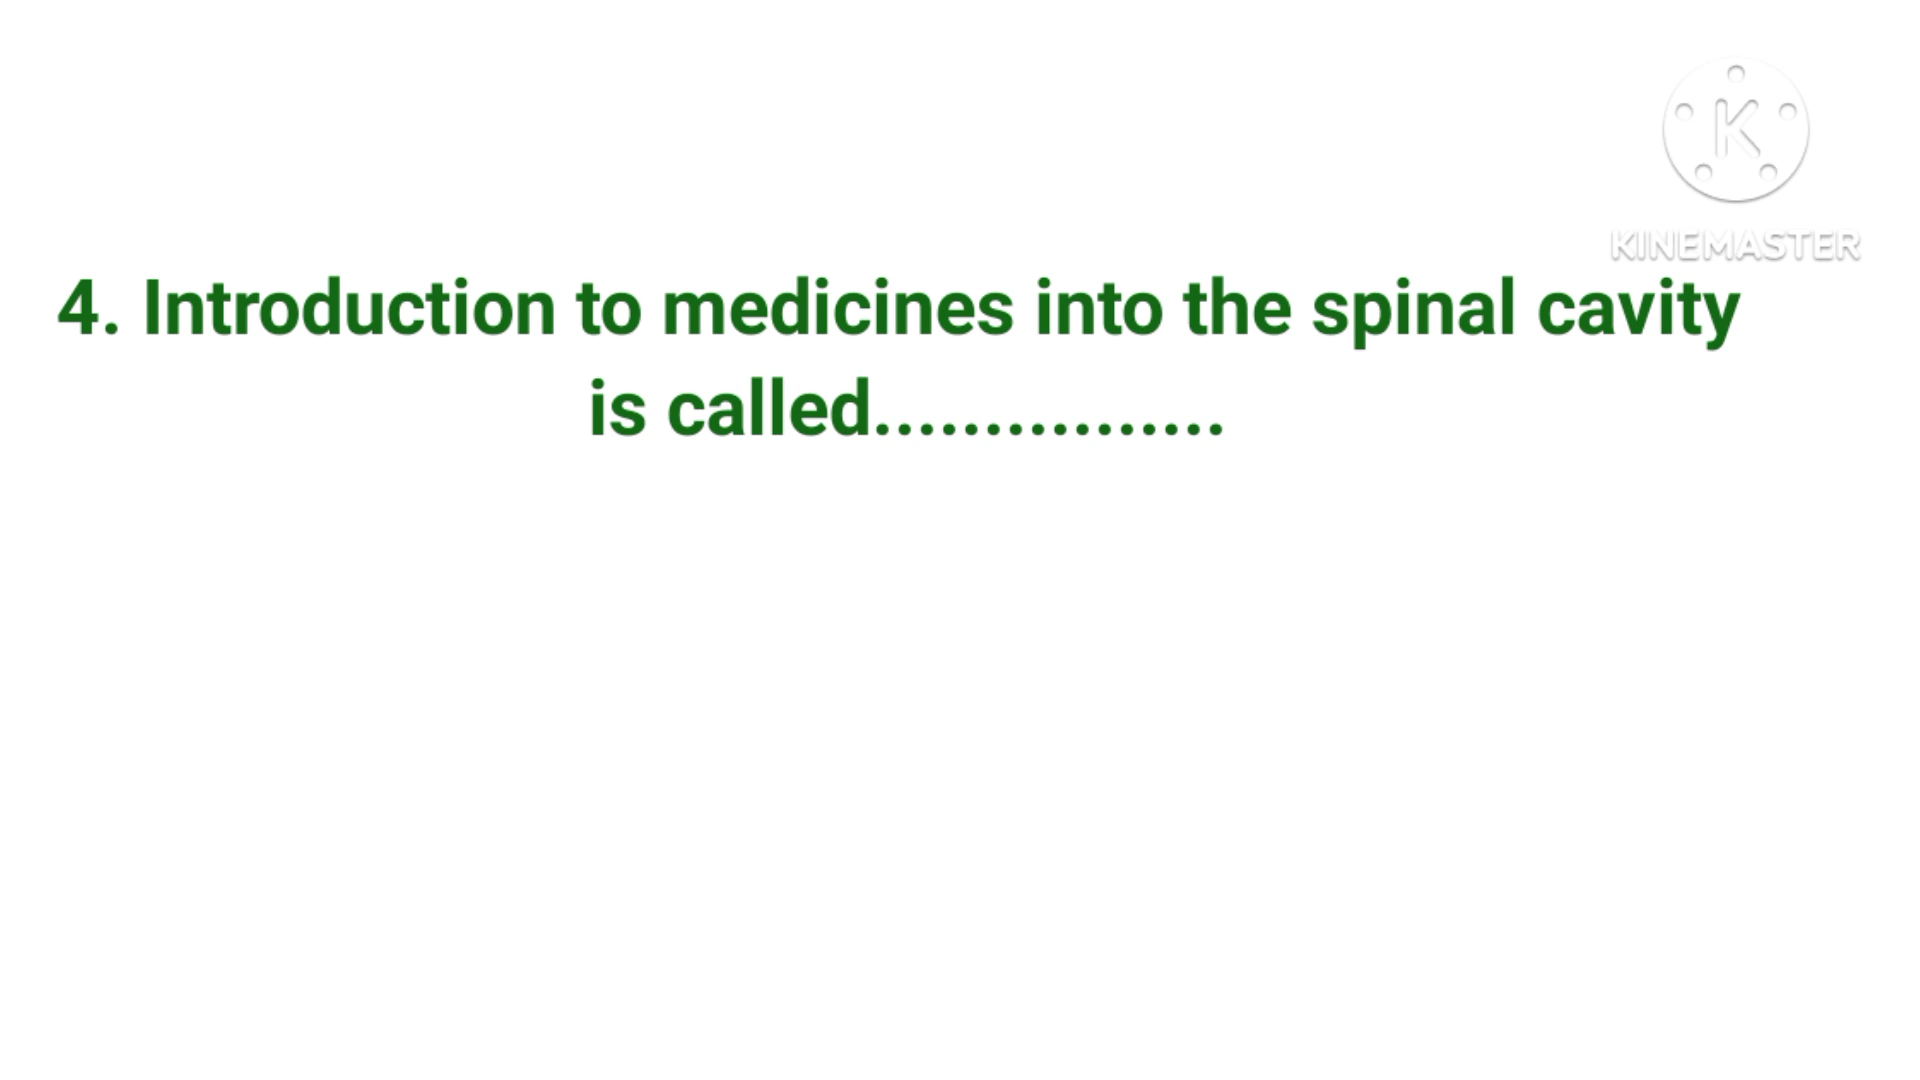 K
KINEMASTER
4. Introduction to medicines into the spinal cavity
is called................